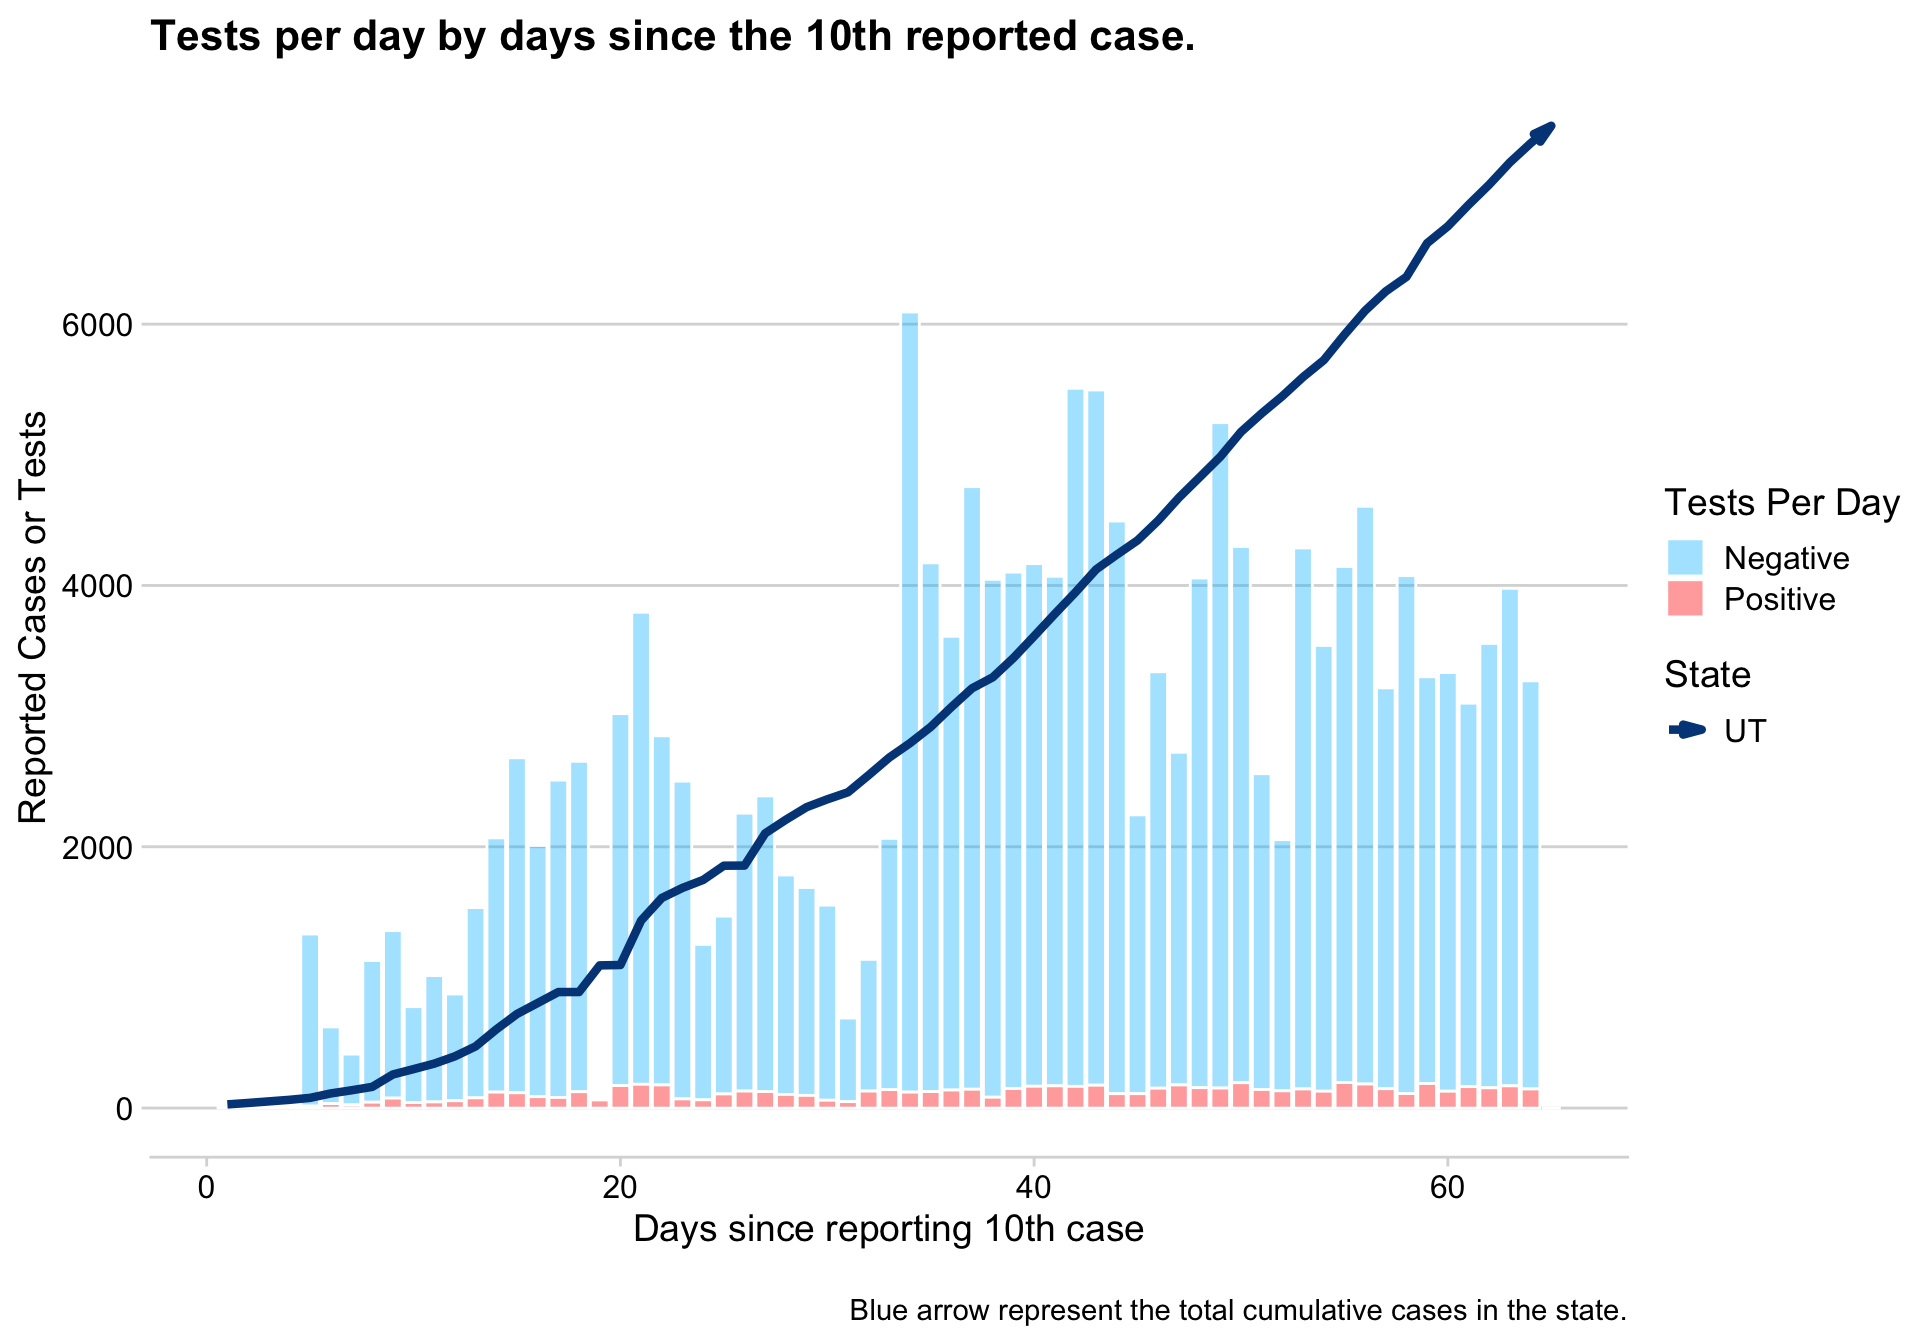 Tests per day by days since the 10th reported case.
Reported Cases or Tests
6000
4000
2000
0
0 20 40 60
Days since reporting 10th case
Tests Per Day
Negative
Positive
State
UT
Blue arrow represent the total cumulative cases in the state.